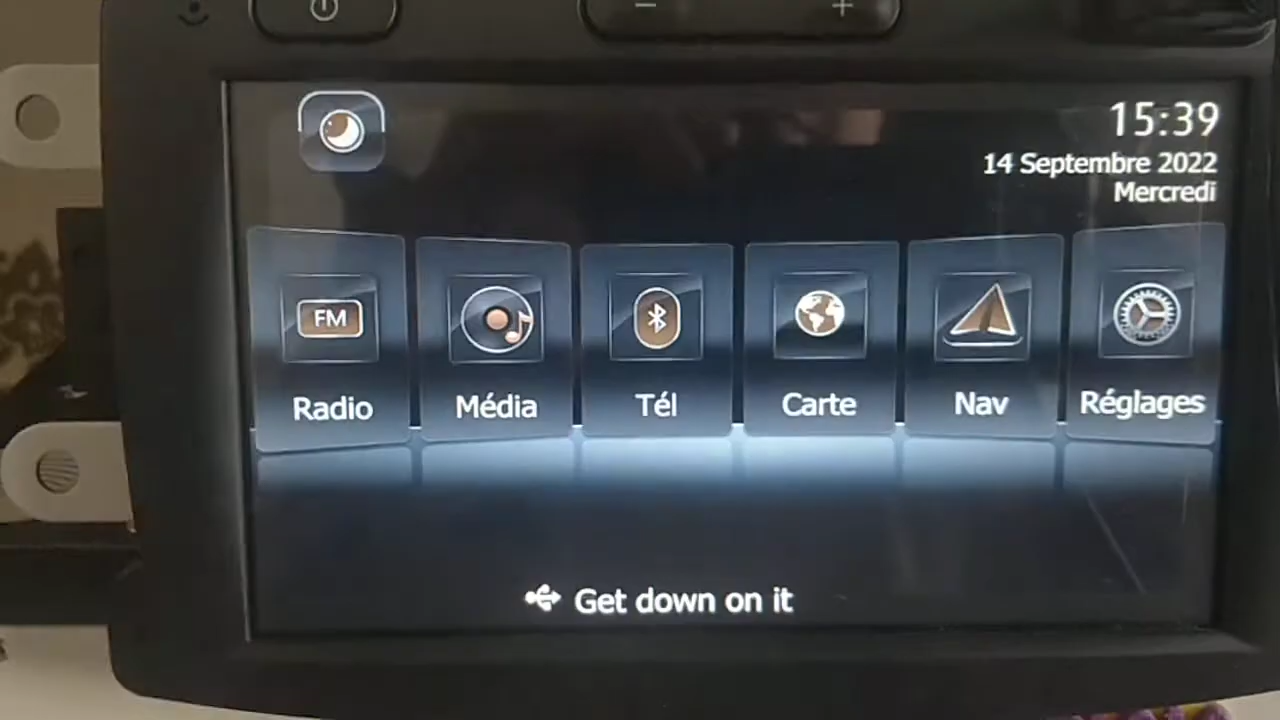 15:39
14 Septembre 2022
Mercredi
FM
Radio
Média
Tél
Carte
Nav
Réglages
Get down on it